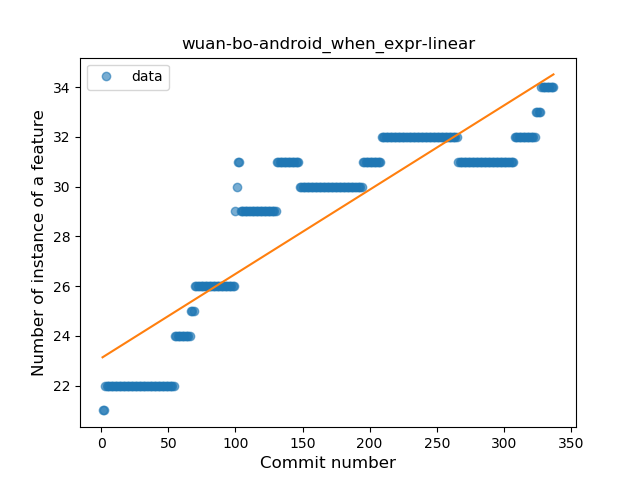 wuan-bo-android_when_expr-linear
data
Number of instance of a feature
34
32
30
28
26
24
22
0 50 100 150 200 250 300 350
Commit number